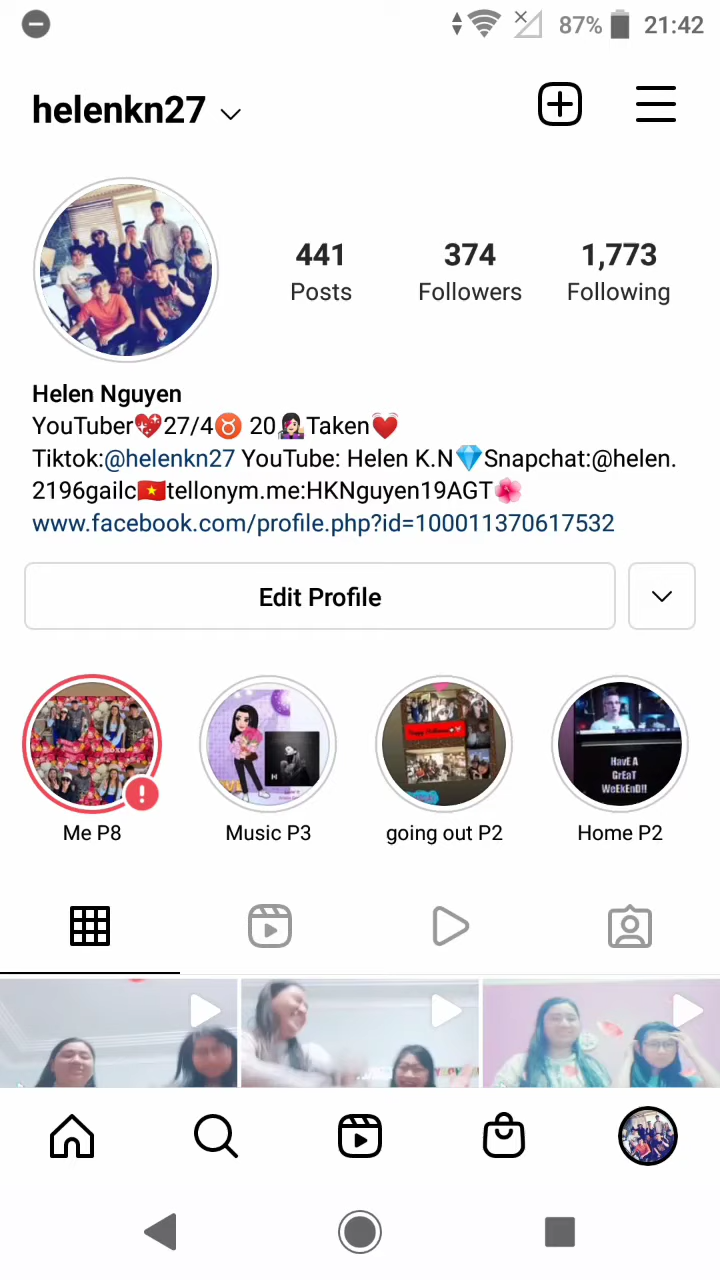 87% 21:42
helenkn27
441 374 1,773
Posts Followers Following
Helen Nguyen
YouTuber💖27/4♉ 20👩🏻‍🎤Taken💓
Tiktok:@helenkn27 YouTube: Helen K.N💎Snapchat:@helen.
2196gailc🇻🇳tellonym.me:HKNguyen19AGT🌺
www.facebook.com/profile.php?id=100011370617532
Edit Profile
HavE A
GrEaT
WeEkEnD!!
Me P8 Music P3 going out P2 Home P2